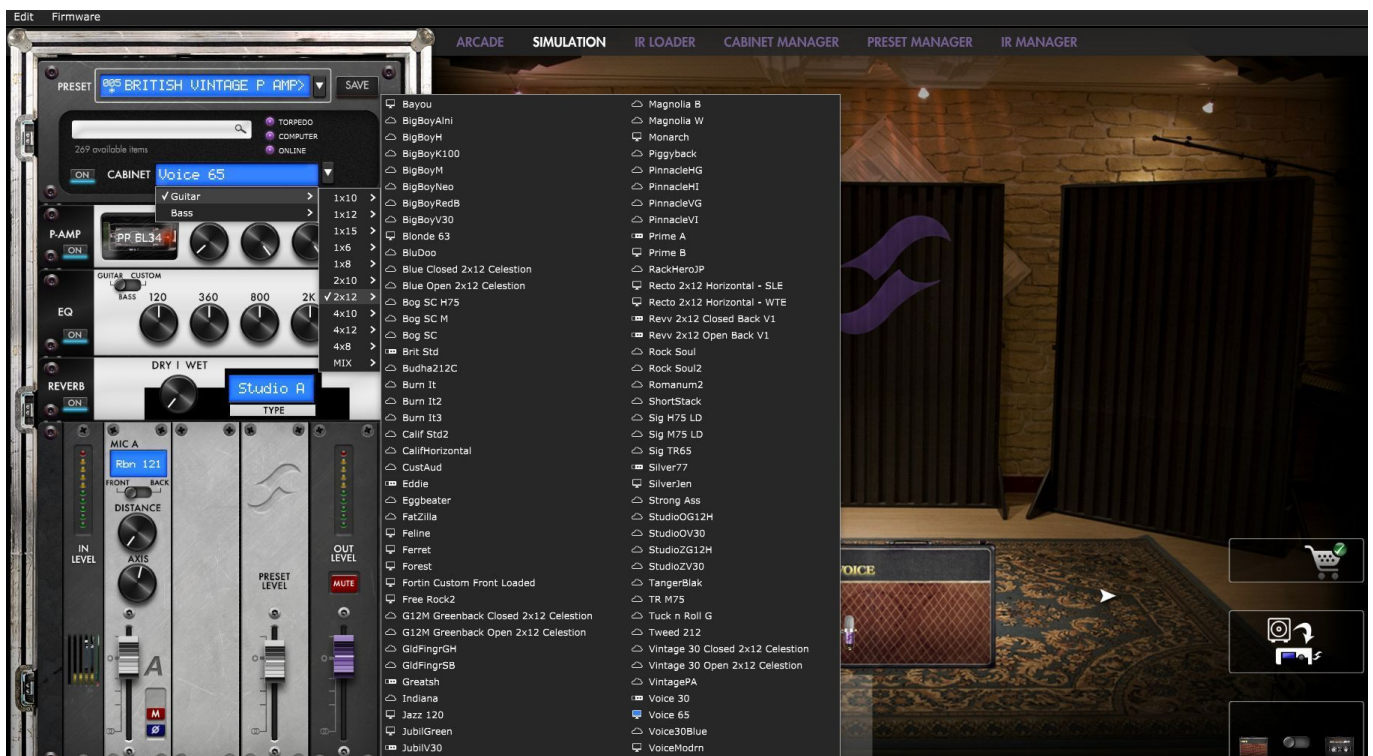 Edit Firmware
ARCADE SIMULATION IR LOADER CABINET MANAGER PRESET MANAGER IR MANAGER
PRESET 005 BRITISH VINTAGE P AMP> SAVE
TORPEDO
COMPUTER
ONLINE
269 available items
ON CABINET Voice 65
✓ Guitar >
Bass >
1x10 >
1x12 >
1x15 >
1x6 >
1x8 >
2x10 >
✓ 2x12 >
4x10 >
4x12 >
4x8 >
MIX >
Bayou
BigBoyAlni
BigBoyH
BigBoyK100
BigBoyM
BigBoyNeo
BigBoyRedB
BigBoyV30
Blonde 63
BluDoo
Blue Closed 2x12 Celestion
Blue Open 2x12 Celestion
Bog SC H75
Bog SC M
Bog SC
Brit Std
Budha212C
Burn It
Burn It2
Burn It3
Calif Std2
CalifHorizontal
CustAud
Eddie
Eggbeater
FatZilla
Feline
Ferret
Forest
Fortin Custom Front Loaded
Free Rock2
G12M Greenback Closed 2x12 Celestion
G12M Greenback Open 2x12 Celestion
GldFingrGH
GldFingrSB
Greatsh
Indiana
Jazz 120
JubilGreen
JubilV30
Magnolia B
Magnolia W
Monarch
Piggyback
PinnacleHG
PinnacleHI
PinnacleVG
PinnacleVI
Prime A
Prime B
RackHeroJP
Recto 2x12 Horizontal - SLE
Recto 2x12 Horizontal - WTE
Revv 2x12 Closed Back V1
Revv 2x12 Open Back V1
Rock Soul
Rock Soul2
Romanum2
ShortStack
Sig H75 LD
Sig M75 LD
Sig TR65
Silver77
SilverJen
Strong Ass
StudioOG12H
StudioOV30
StudioZG12H
StudioZV30
TangerBlak
TR M75
Tuck n Roll G
Tweed 212
Vintage 30 Closed 2x12 Celestion
Vintage 30 Open 2x12 Celestion
VintagePA
Voice 30
Voice 65
Voice30Blue
VoiceModrn
P-AMP
ON
PP EL34
GUITAR CUSTOM
BASS 120 360 800 2K
EQ
ON
DRY | WET
REVERB
ON
Studio A
TYPE
MIC A
Rbn 121
FRONT BACK
DISTANCE
AXIS
IN
LEVEL
PRESET
LEVEL
OUT
LEVEL
MUTE
A
M
Ø
VOICE